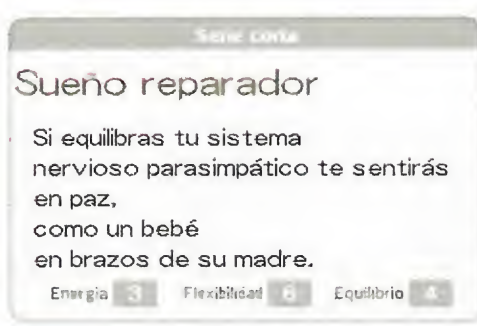 Serie corta
Sueño reparador
Si equilibras tu sistema
nervioso parasimpático te sentirás
en paz,
como un bebé
en brazos de su madre.
Energia 3 Flexibilidad 6 Equilibrio 4